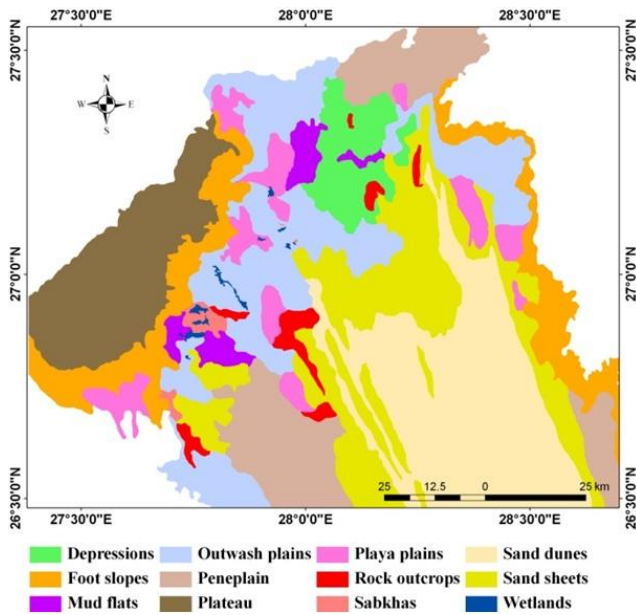 27°30'0"E 28°0'0"E 28°30'0"E
27°30'0"N 27°30'0"N
N
W E
S
27°0'0"N 27°0'0"N
25 12.5 0 25 km
26°30'0"N 26°30'0"N
27°30'0"E 28°0'0"E 28°30'0"E
Depressions Outwash plains Playa plains Sand dunes
Foot slopes Peneplain Rock outcrops Sand sheets
Mud flats Plateau Sabkhas Wetlands